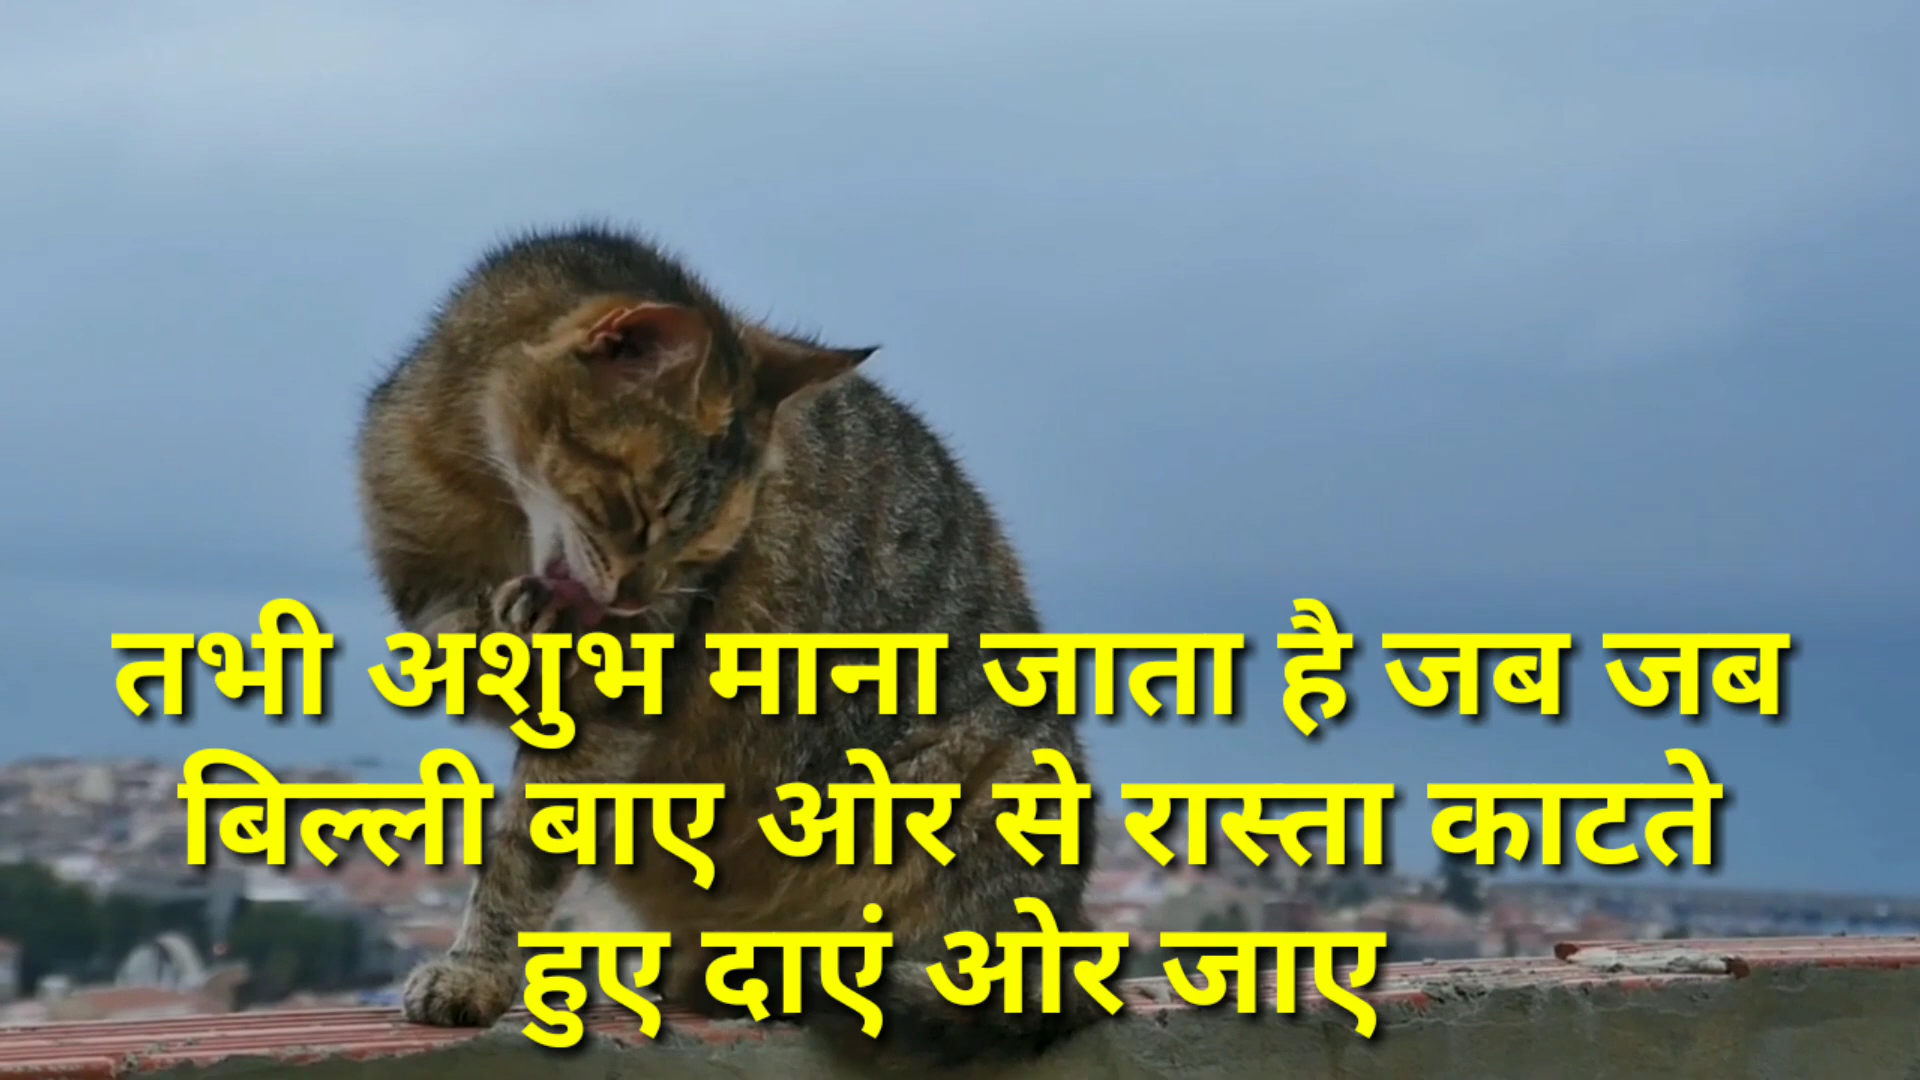 तभी अशुभ माना जाता है जब जब
बिल्ली बाए ओर से रास्ता काटते
हुए दाएं ओर जाए